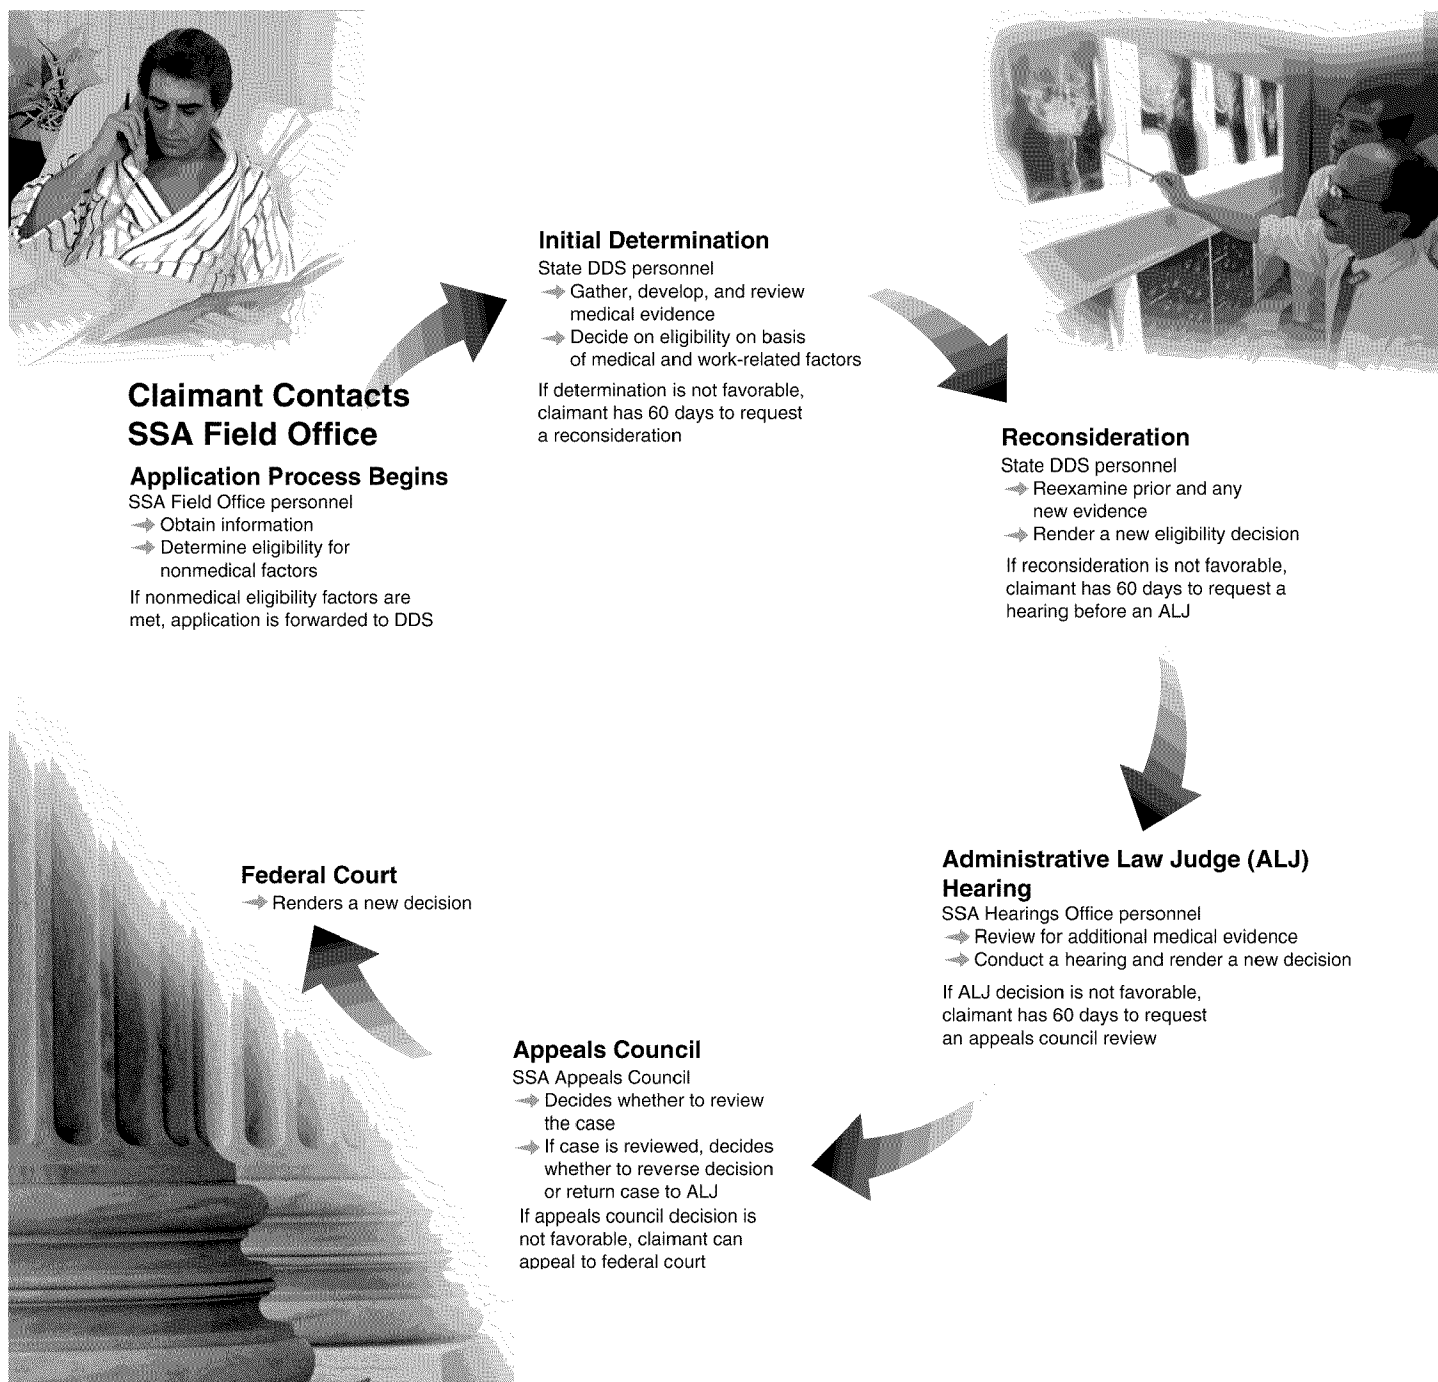 Claimant Contacts
SSA Field Office
Application Process Begins
SSA Field Office personnel
Obtain information
Determine eligibility for
nonmedical factors
If nonmedical eligibility factors are
met, application is forwarded to DDS
Initial Determination
State DDS personnel
Gather, develop, and review
medical evidence
Decide on eligibility on basis
of medical and work-related factors
If determination is not favorable,
claimant has 60 days to request
a reconsideration
Reconsideration
State DDS personnel
Reexamine prior and any
new evidence
Render a new eligibility decision
If reconsideration is not favorable,
claimant has 60 days to request a
hearing before an ALJ
Administrative Law Judge (ALJ)
Hearing
SSA Hearings Office personnel
Review for additional medical evidence
Conduct a hearing and render a new decision
If ALJ decision is not favorable,
claimant has 60 days to request
an appeals council review
Appeals Council
SSA Appeals Council
Decides whether to review
the case
If case is reviewed, decides
whether to reverse decision
or return case to ALJ
If appeals council decision is
not favorable, claimant can
appeal to federal court
Federal Court
Renders a new decision